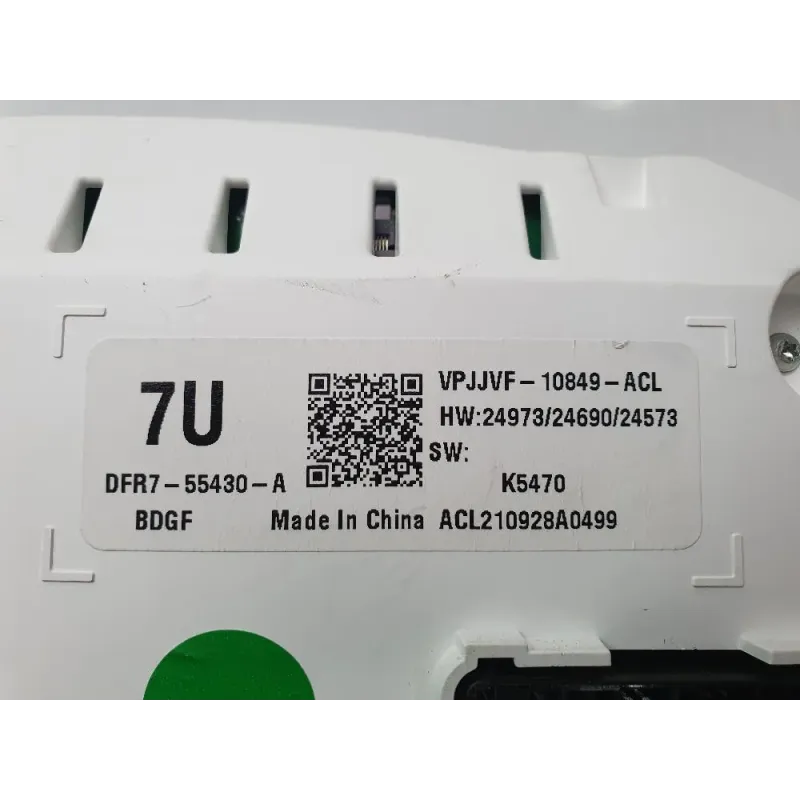 7U
DFR7-55430-A
BDGF
Made In China
VPJJVF-10849-ACL
HW:24973/24690/24573
SW:
K5470
ACL210928A0499